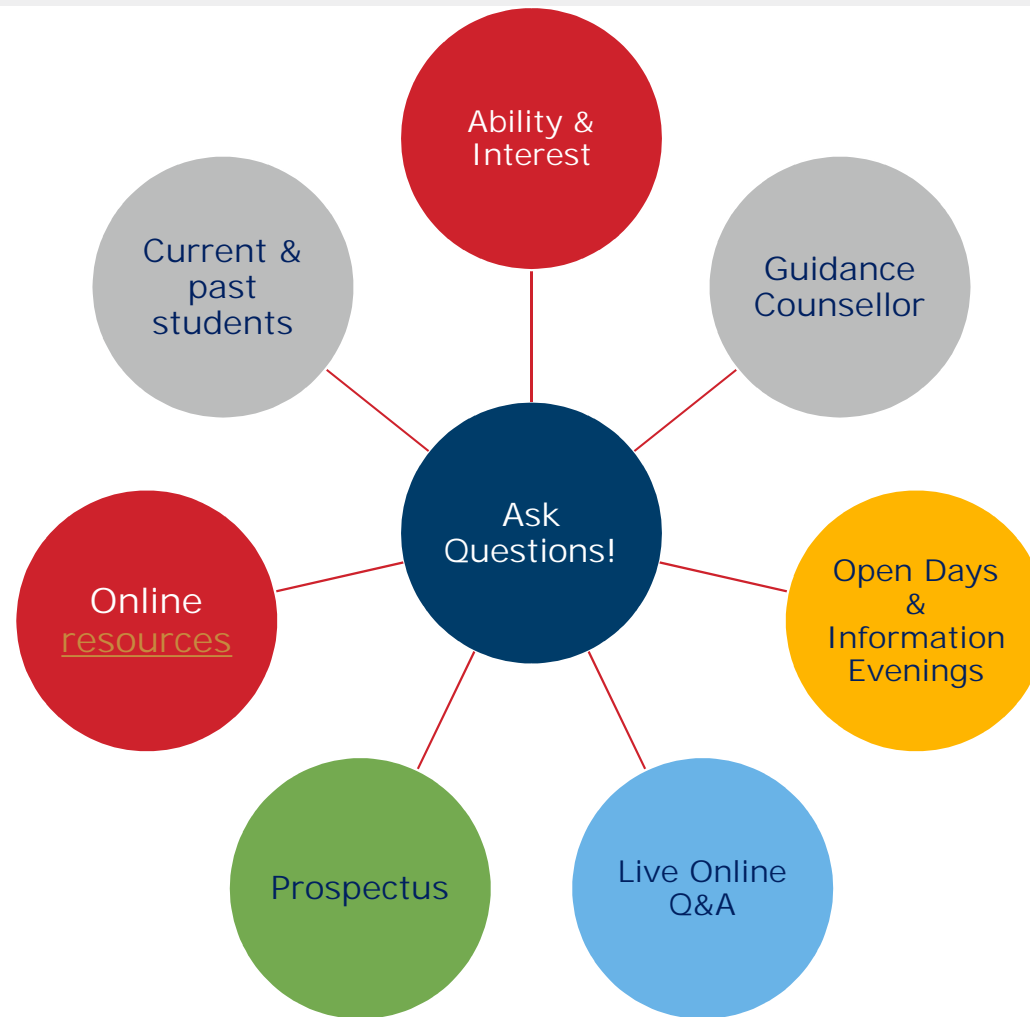 Ability &
Interest
Current &
past
students
Guidance
Counsellor
Ask
Questions!
Online
resources
Open Days
&
Information
Evenings
Prospectus
Live Online
Q&A